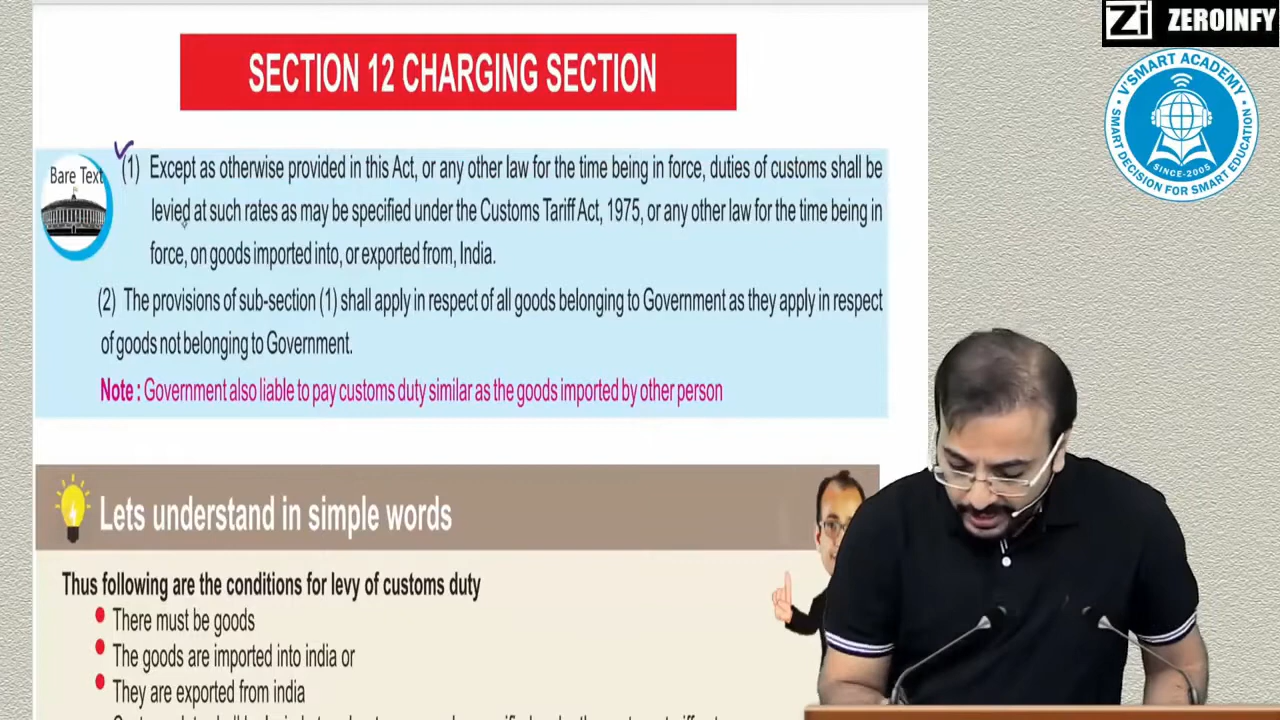 Zi ZEROINFY
V'SMART ACADEMY
SINCE-2005
SMART DECISION FOR SMART EDUCATION
SECTION 12 CHARGING SECTION
Bare Text
(1) Except as otherwise provided in this Act, or any other law for the time being in force, duties of customs shall be
levied at such rates as may be specified under the Customs Tariff Act, 1975, or any other law for the time being in
force, on goods imported into, or exported from, India.
(2) The provisions of sub-section (1) shall apply in respect of all goods belonging to Government as they apply in respect
of goods not belonging to Government.
Note : Government also liable to pay customs duty similar as the goods imported by other person
Lets understand in simple words
Thus following are the conditions for levy of customs duty
There must be goods
The goods are imported into india or
They are exported from india